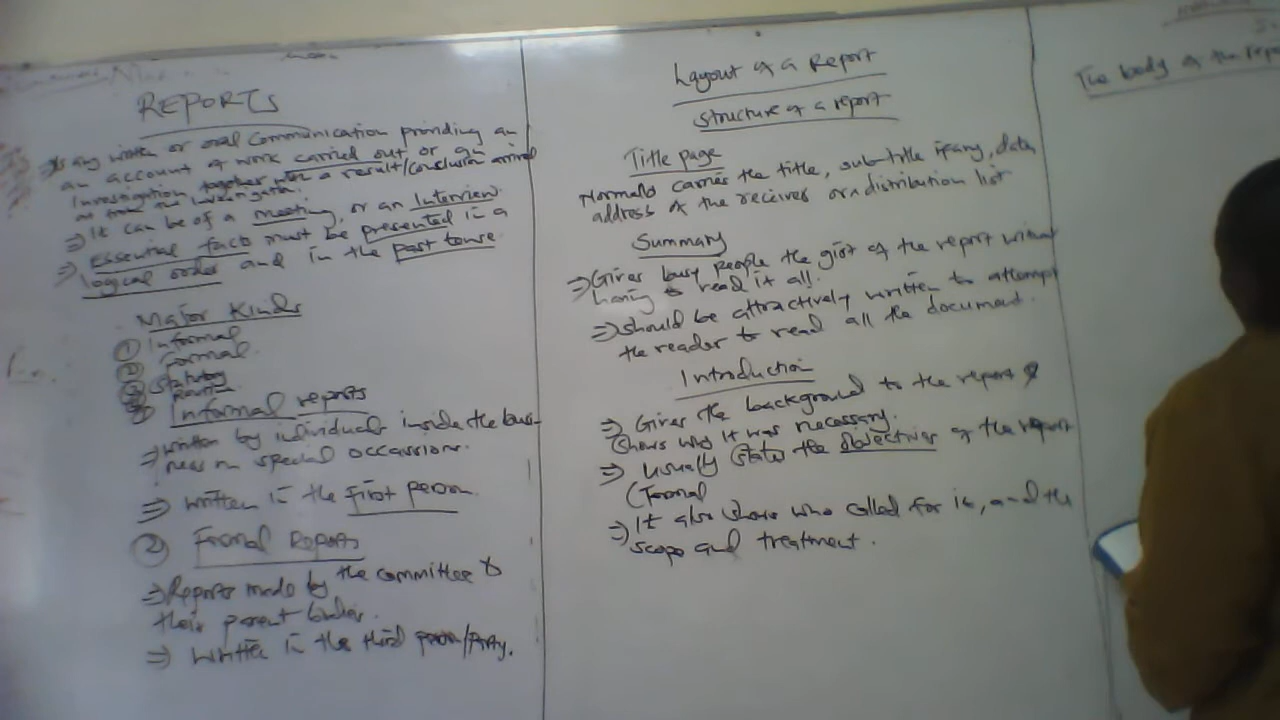 REPORTS
⇒ Is any written or oral communication providing an
an account of work carried out or an
Investigation together with a result/conclusion arrived
at from the investigation.
⇒ It can be of a meeting, or an Interview
⇒ Essential facts must be presented in a
logical order and in the past tense
Major Kinds
① Informal
② Formal
③ Statutory
④ Routine
① Informal reports
⇒ written by individuals inside the busi-
ness on special occassions.
⇒ written in the first person.
② Formal Reports
⇒ Reports made by the committee to
their parent bodies.
⇒ written in the third person/Party.
Layout of a Report
Structure of a report
Title page
Normally carries the title, sub-title if any, date,
address of the receiver or a distribution list
Summary
⇒ Gives busy people the gist of the report without
having to read it all.
⇒ should be attractively written to attempt
the reader to read all the document.
Introduction
⇒ Gives the background to the report &
shows why it was necessary.
⇒ usually states the objectives of the report
(Formal
⇒ It also shows who called for it, and the
scope and treatment.
The body of the repo